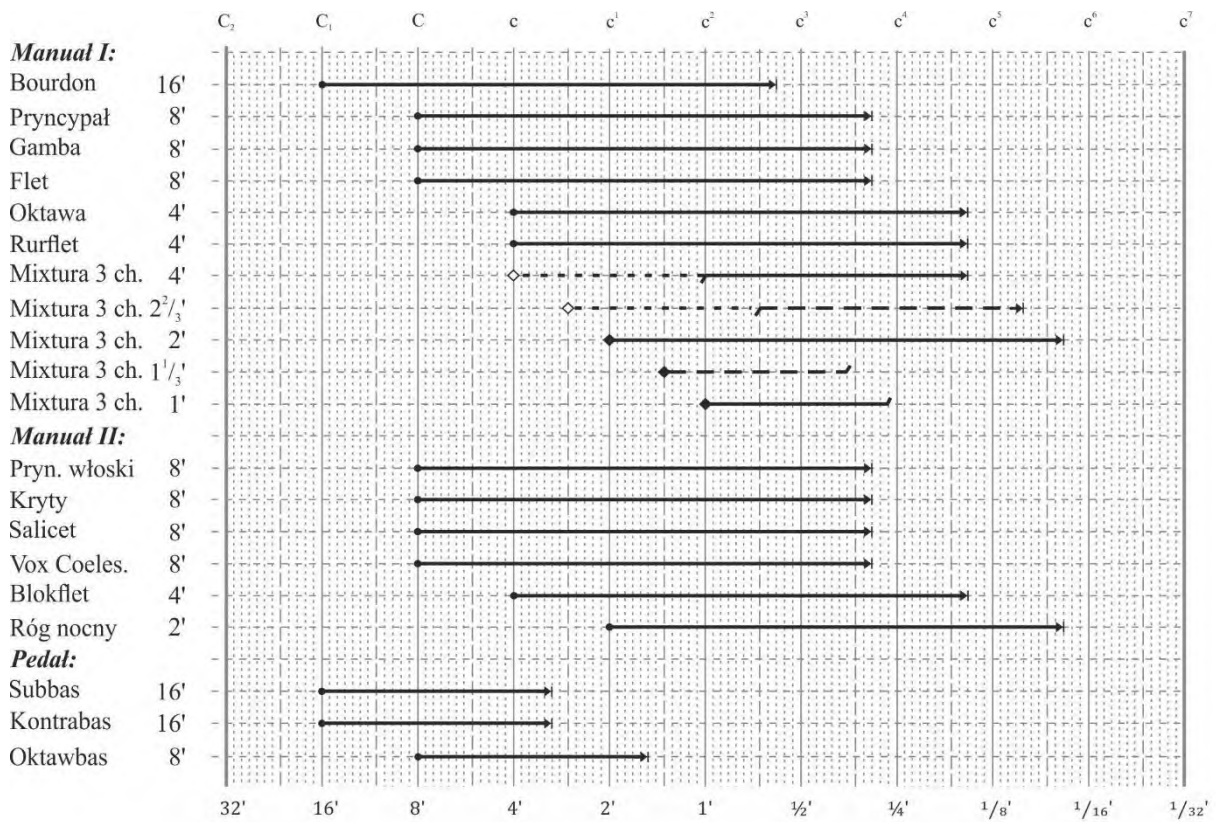 C₂ C₁ C c c¹ c² c³ c⁴ c⁵ c⁶ c⁷
Manuał I:
Bourdon 16'
Pryncypał 8'
Gamba 8'
Flet 8'
Oktawa 4'
Rurflet 4'
Mixtura 3 ch. 4'
Mixtura 3 ch. 2²/₃'
Mixtura 3 ch. 2'
Mixtura 3 ch. 1¹/₃'
Mixtura 3 ch. 1'
Manuał II:
Pryn. włoski 8'
Kryty 8'
Salicet 8'
Vox Coeles. 8'
Blokflet 4'
Róg nocny 2'
Pedał:
Subbas 16'
Kontrabas 16'
Oktawbas 8'
32' 16' 8' 4' 2' 1' ½' ¼' ¹/₈' ¹/₁₆' ¹/₃₂'